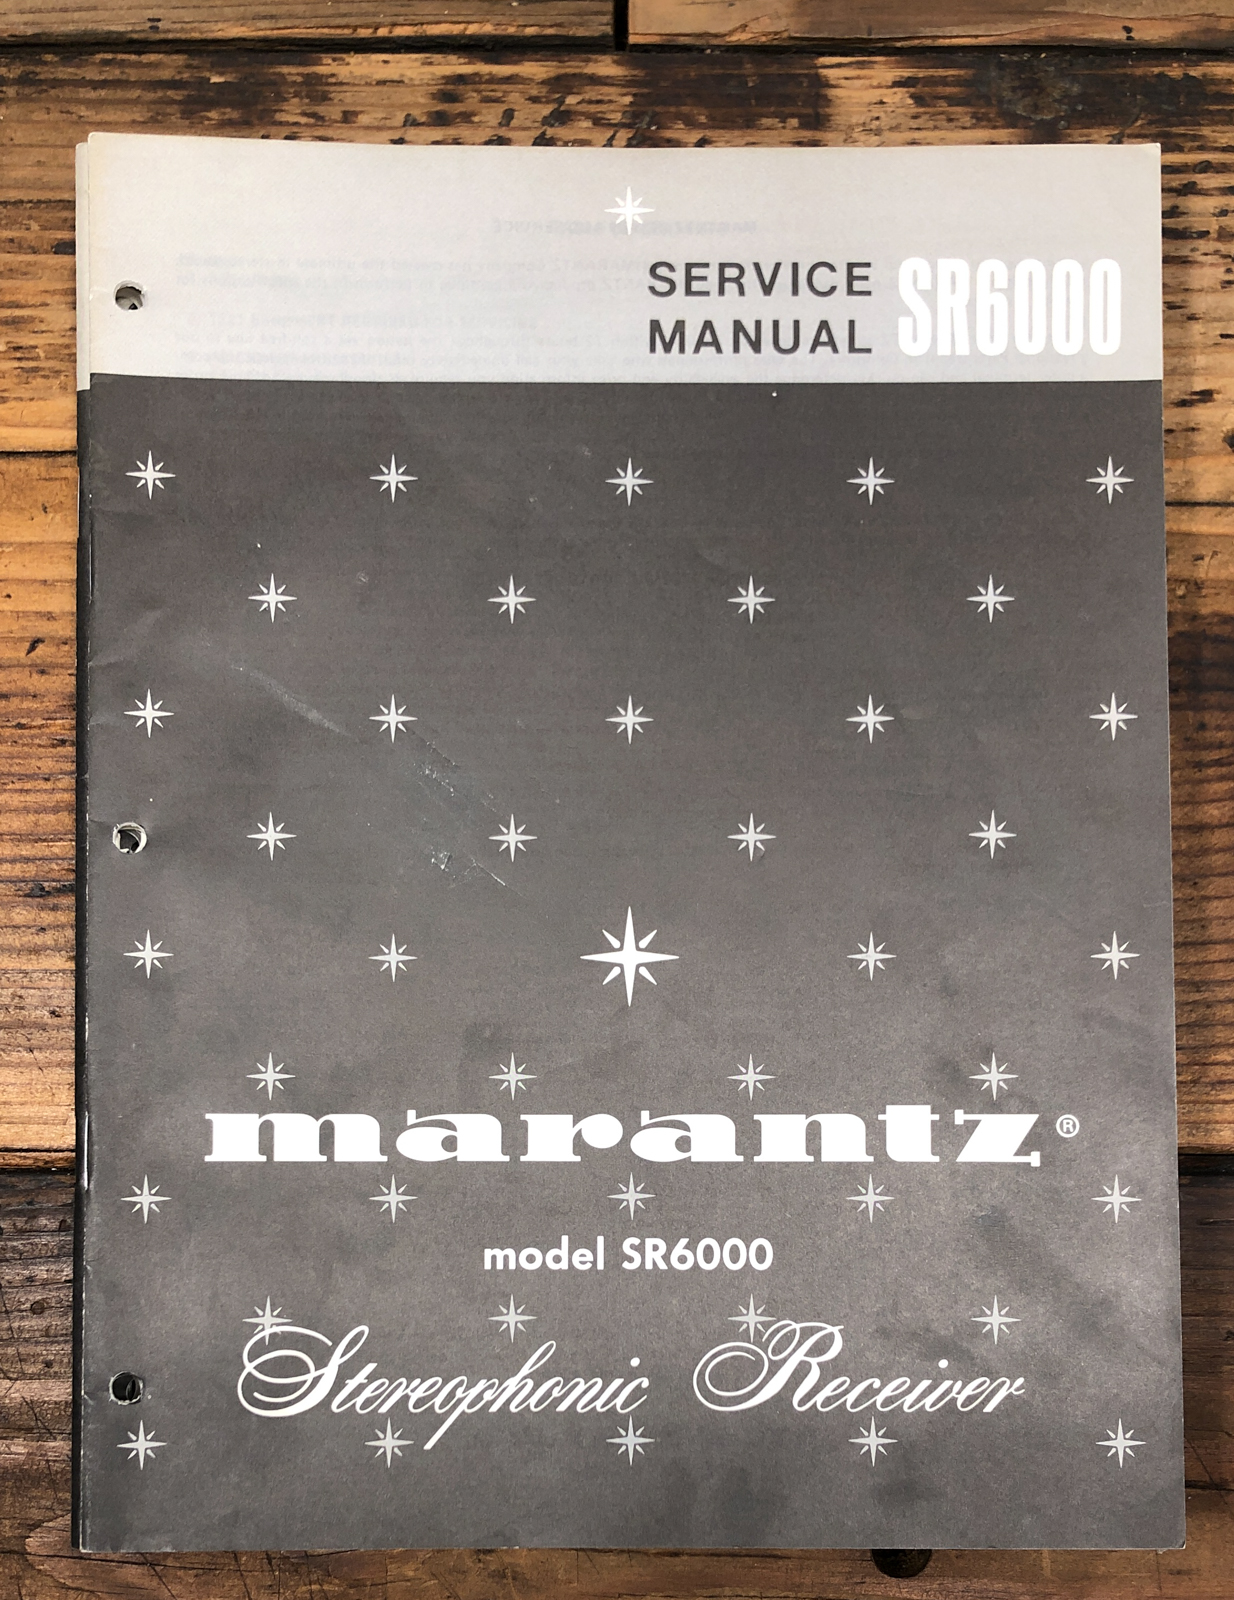 SERVICE
MANUAL SR6000
marantz®
model SR6000
Stereophonic Receiver